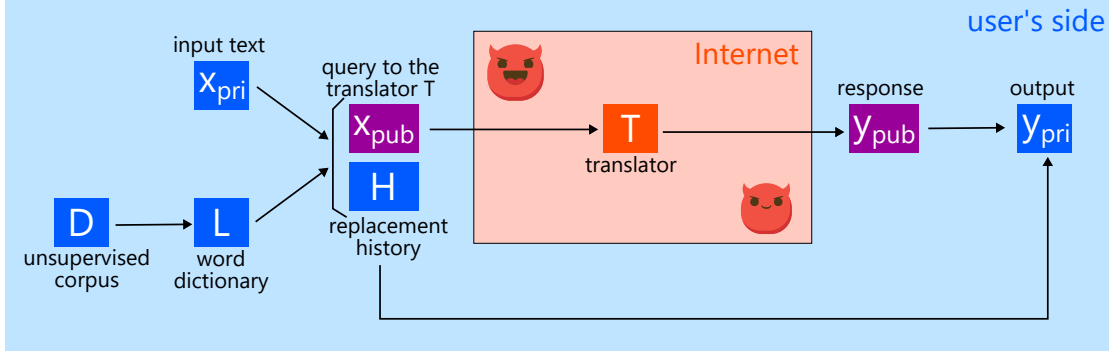 user's side
input text
x_pri
query to the
translator T
x_pub
H
replacement
history
D
unsupervised
corpus
L
word
dictionary
Internet
T
translator
response
y_pub
output
y_pri